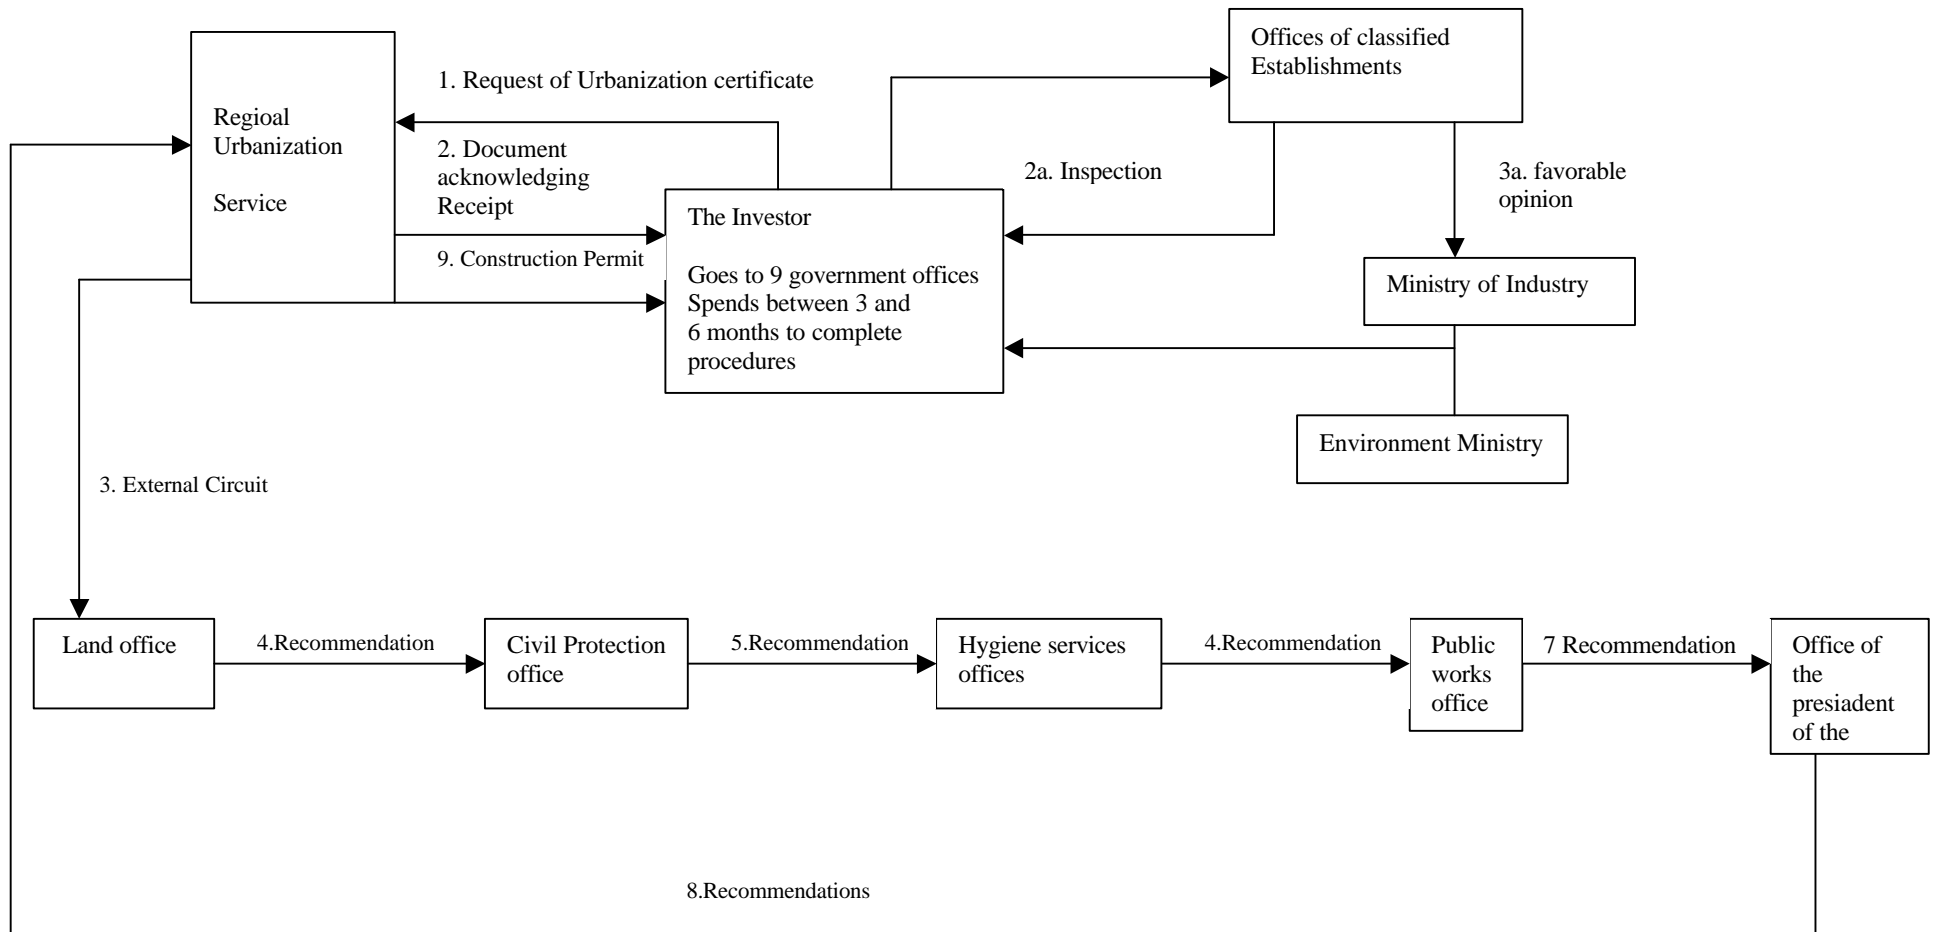 Offices of classified
Establishments
1. Request of Urbanization certificate
Regioal
Urbanization
Service
2. Document
acknowledging
Receipt
2a. Inspection
3a. favorable
opinion
The Investor
Goes to 9 government offices
Spends between 3 and
6 months to complete
procedures
9. Construction Permit
Ministry of Industry
Environment Ministry
3. External Circuit
Land office
4.Recommendation
Civil Protection
office
5.Recommendation
Hygiene services
offices
4.Recommendation
Public
works
office
7 Recommendation
Office of
the
presiadent
of the
8.Recommendations